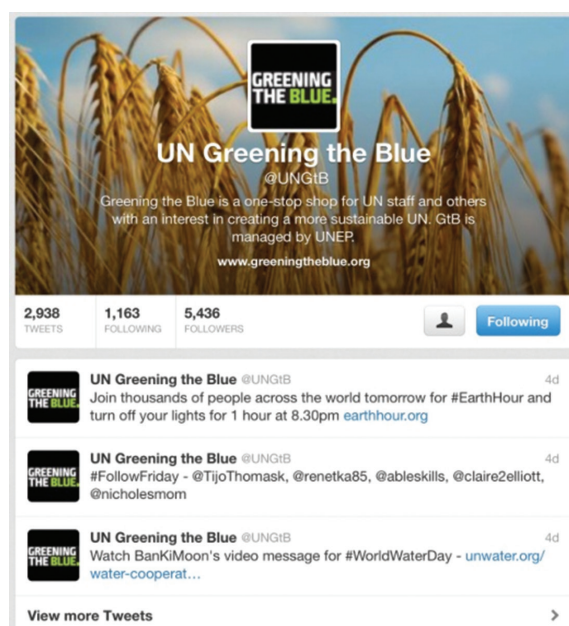 GREENING
THE BLUE.
UN Greening the Blue
@UNGtB
Greening the Blue is a one-stop shop for UN staff and others
with an interest in creating a more sustainable UN. GtB is
managed by UNEP.
www.greeningtheblue.org
2,938 1,163 5,436
TWEETS FOLLOWING FOLLOWERS
Following
GREENING
THE BLUE.
UN Greening the Blue @UNGtB 4d
Join thousands of people across the world tomorrow for #EarthHour and
turn off your lights for 1 hour at 8.30pm earthhour.org
GREENING
THE BLUE.
UN Greening the Blue @UNGtB 4d
#FollowFriday - @TijoThomask, @renetka85, @ableskills, @claire2elliott,
@nicholesmom
GREENING
THE BLUE.
UN Greening the Blue @UNGtB 4d
Watch BanKiMoon's video message for #WorldWaterDay - unwater.org/
water-cooperat…
View more Tweets